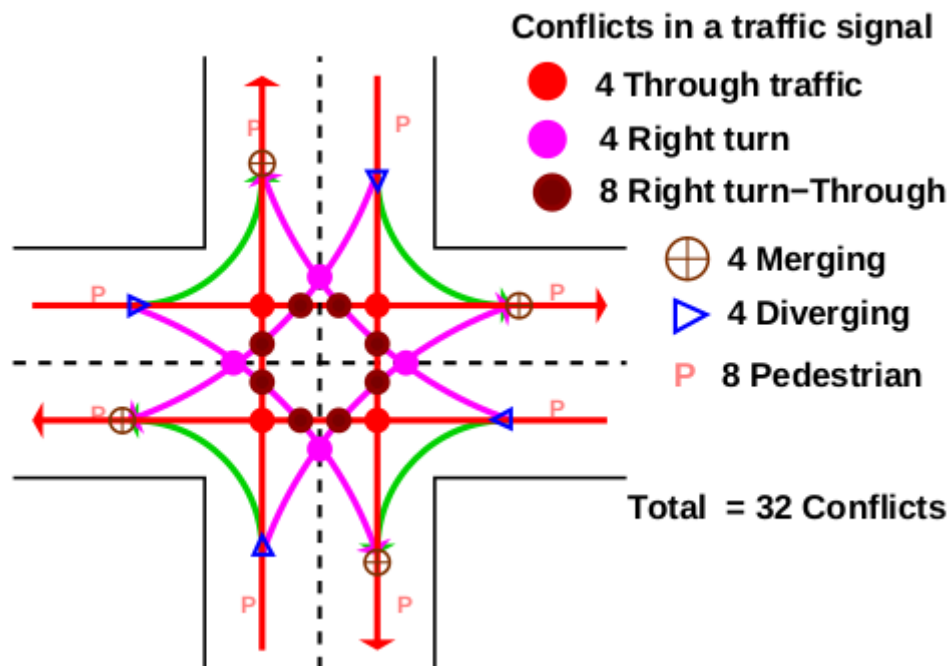 Conflicts in a traffic signal
4 Through traffic
4 Right turn
8 Right turn−Through
4 Merging
4 Diverging
P 8 Pedestrian
Total = 32 Conflicts
P
P
P
P
P
P
P
P